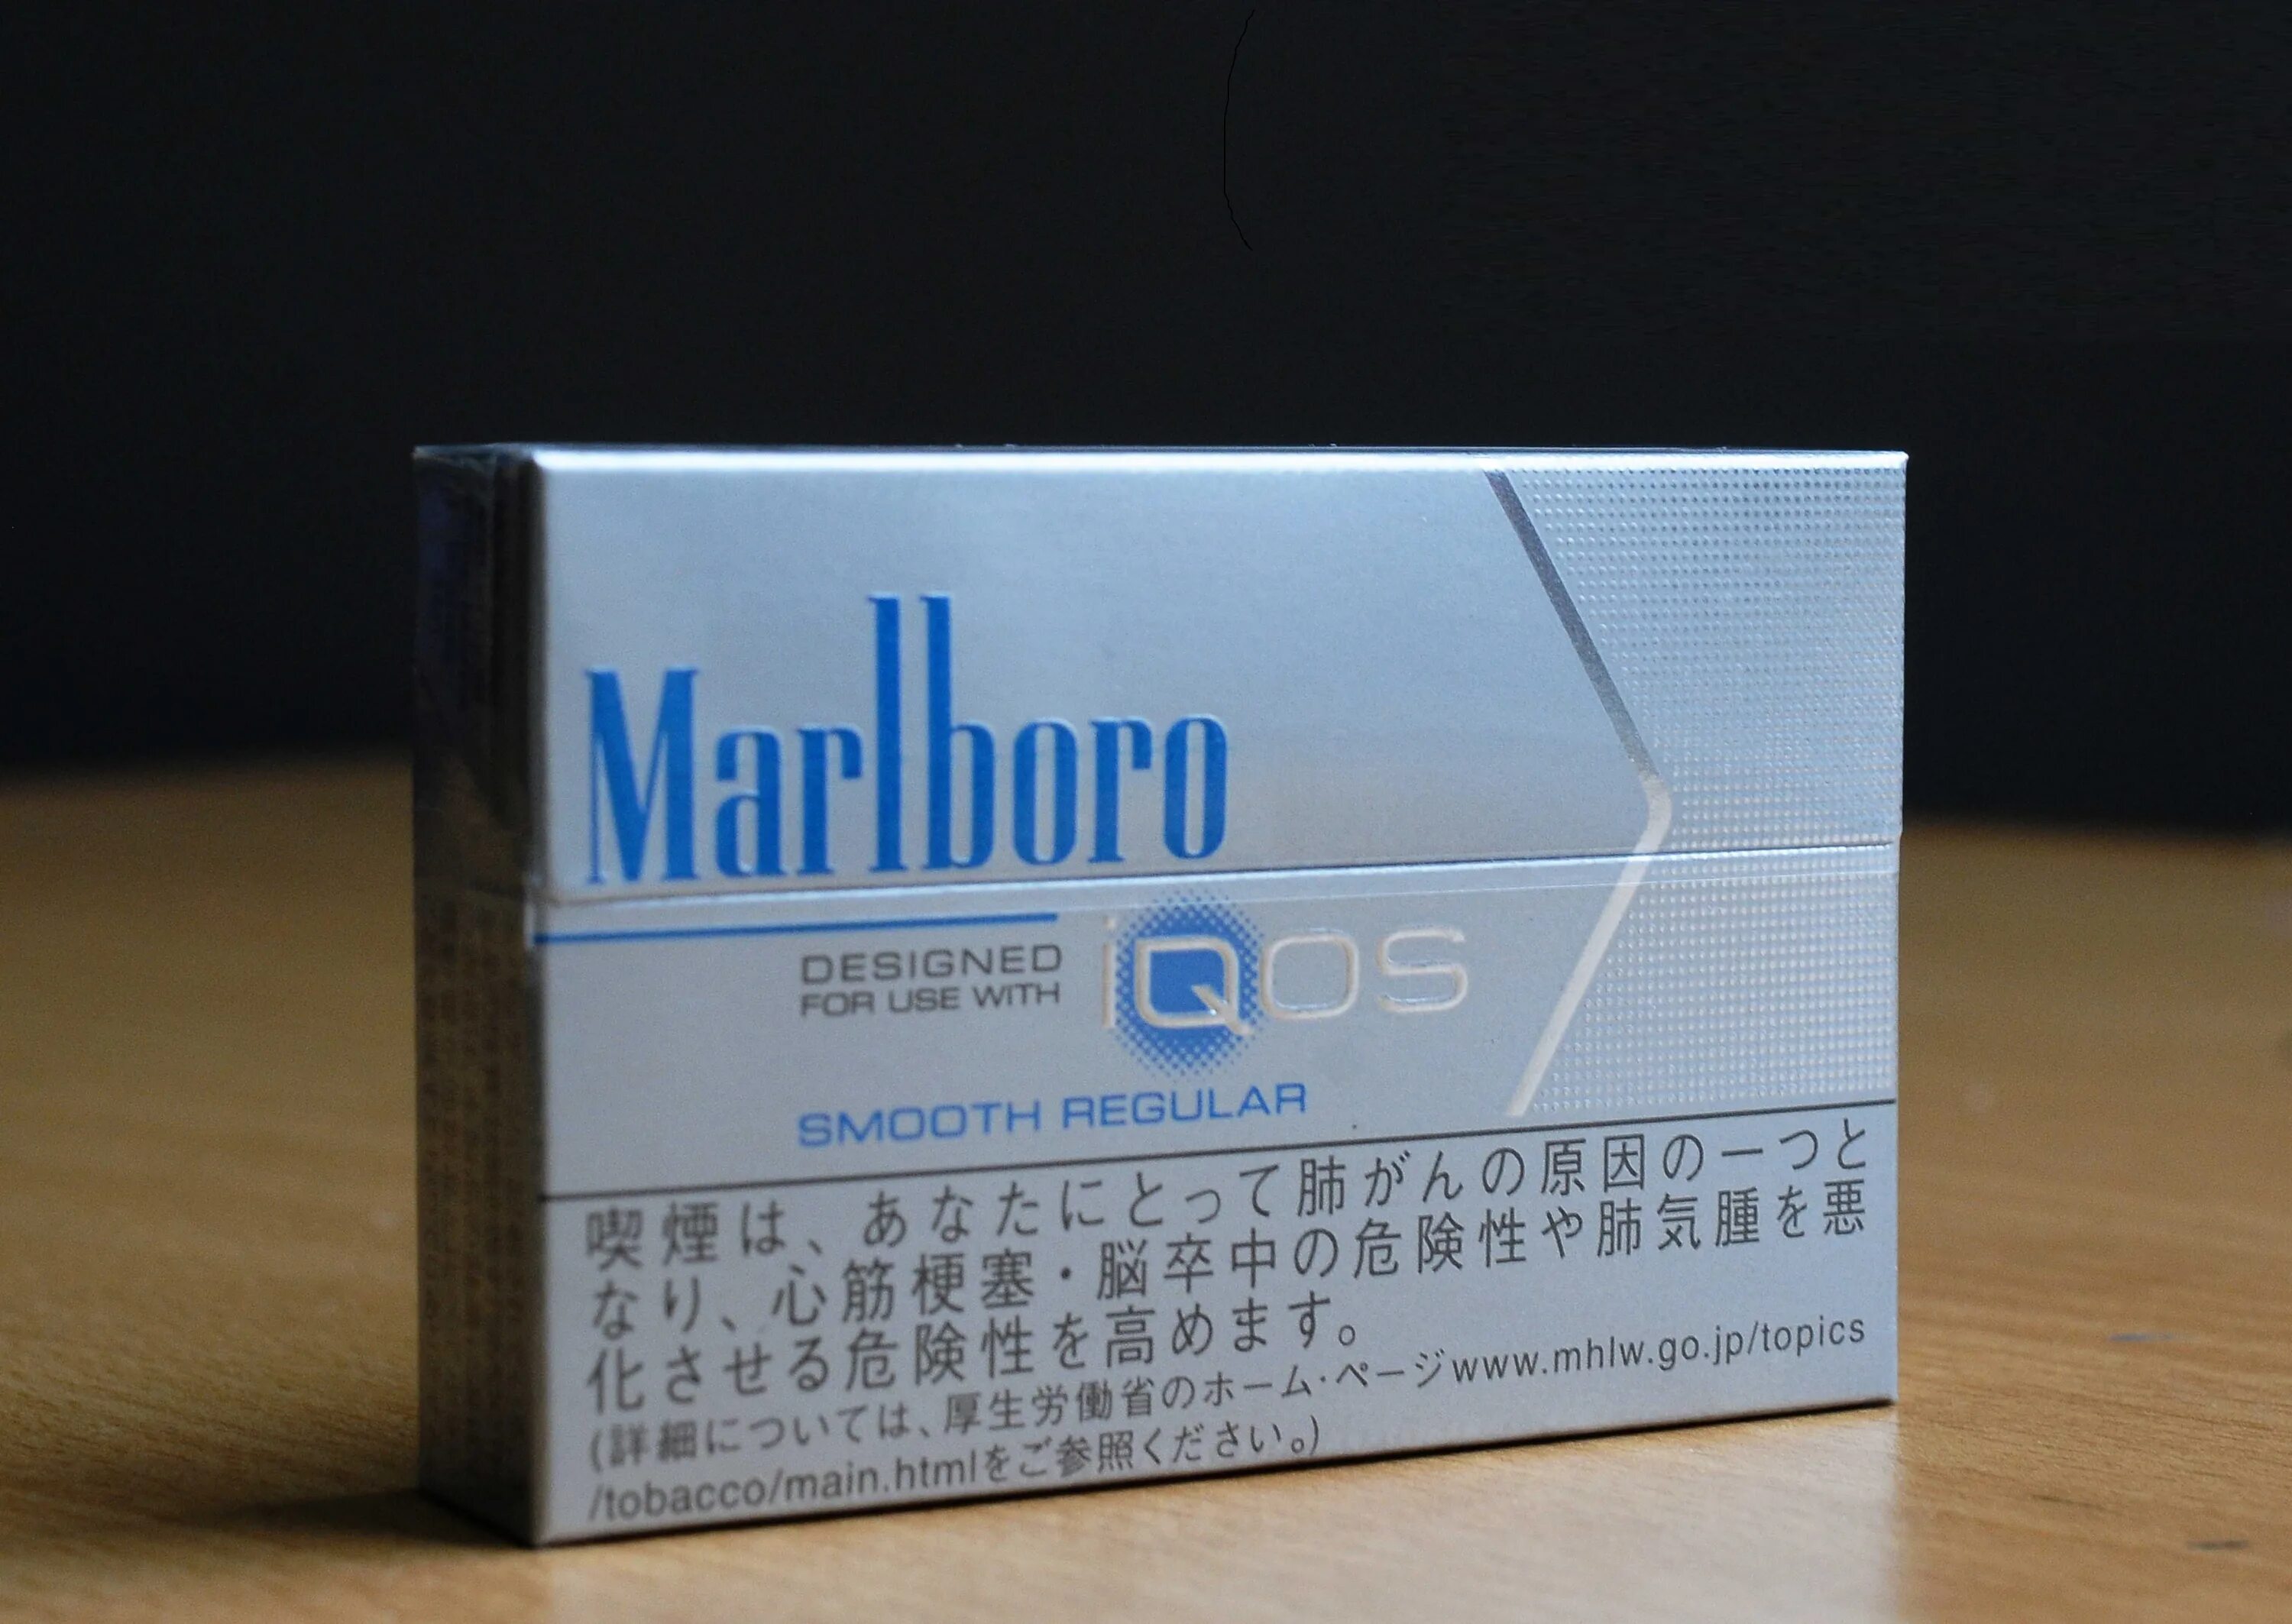 Marlboro
DESIGNED
FOR USE WITH
iQOS
SMOOTH REGULAR
喫煙は、あなたにとって肺がんの原因の一つと
なり、心筋梗塞・脳卒中の危険性や肺気腫を悪
化させる危険性を高めます。
(詳細については、厚生労働省のホーム・ページwww.mhlw.go.jp/topics
/tobacco/main.htmlをご参照ください。)